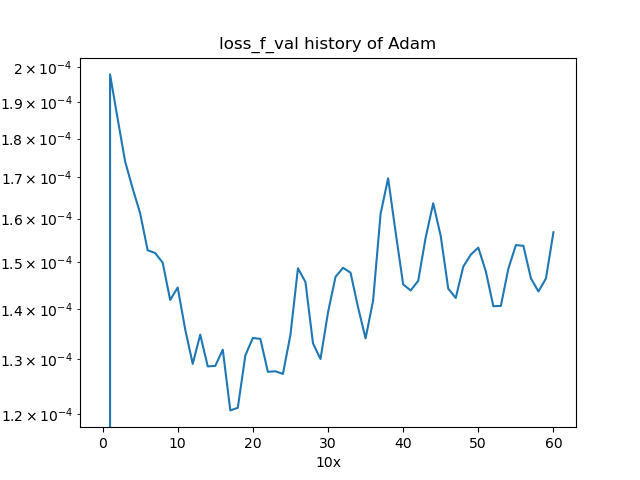 loss_f_val history of Adam
2 × 10⁻⁴
1.9 × 10⁻⁴
1.8 × 10⁻⁴
1.7 × 10⁻⁴
1.6 × 10⁻⁴
1.5 × 10⁻⁴
1.4 × 10⁻⁴
1.3 × 10⁻⁴
1.2 × 10⁻⁴
0 10 20 30 40 50 60
10x